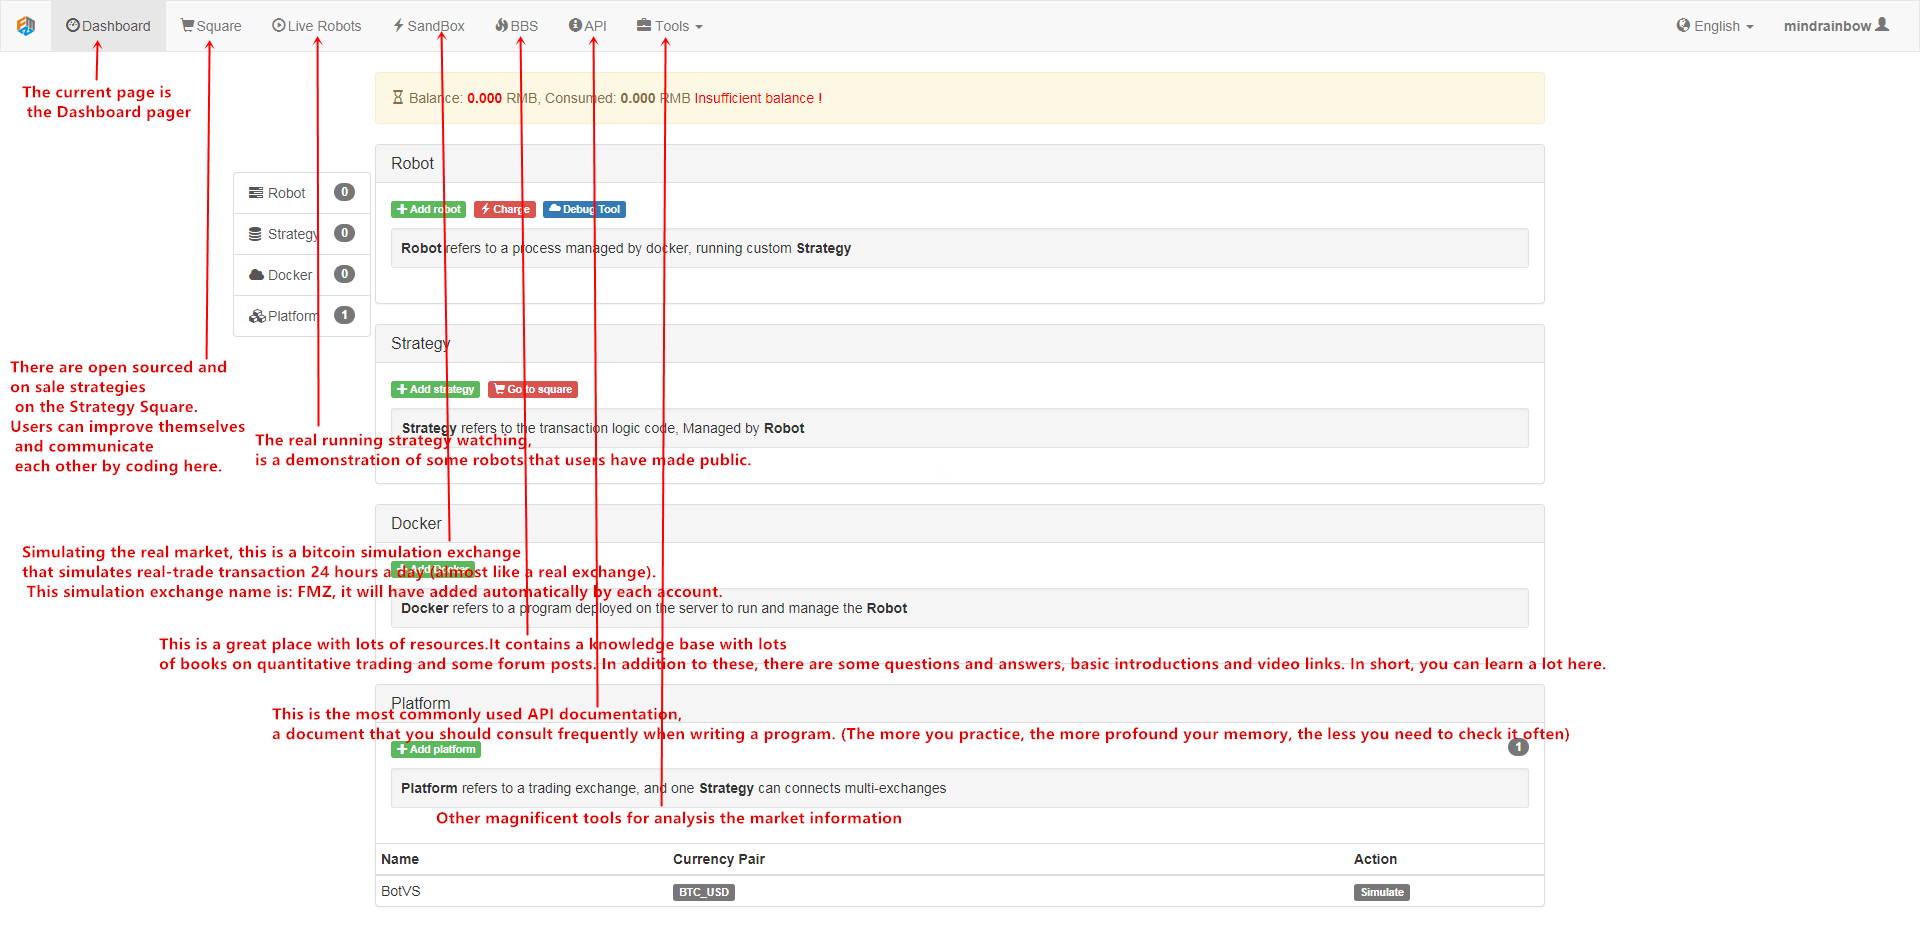 Dashboard Square Live Robots SandBox BBS API Tools English mindrainbow
The current page is
the Dashboard pager
Balance: 0.000 RMB, Consumed: 0.000 RMB Insufficient balance !
Robot 0
Strategy 0
Docker 0
Platform 1
Robot
Add robot Charge Debug Tool
Robot refers to a process managed by docker, running custom Strategy
Strategy
Add strategy Go to square
Strategy refers to the transaction logic code, Managed by Robot
There are open sourced and
on sale strategies
on the Strategy Square.
Users can improve themselves
and communicate
each other by coding here.
The real running strategy watching,
is a demonstration of some robots that users have made public.
Docker
Add Docker
Docker refers to a program deployed on the server to run and manage the Robot
Simulating the real market, this is a bitcoin simulation exchange
that simulates real-trade transaction 24 hours a day (almost like a real exchange).
This simulation exchange name is: FMZ, it will have added automatically by each account.
This is a great place with lots of resources.It contains a knowledge base with lots
of books on quantitative trading and some forum posts. In addition to these, there are some questions and answers, basic introductions and video links. In short, you can learn a lot here.
Platform
This is the most commonly used API documentation,
a document that you should consult frequently when writing a program. (The more you practice, the more profound your memory, the less you need to check it often)
Add platform 1
Platform refers to a trading exchange, and one Strategy can connects multi-exchanges
Other magnificent tools for analysis the market information
Name Currency Pair Action
BotVS BTC_USD Simulate